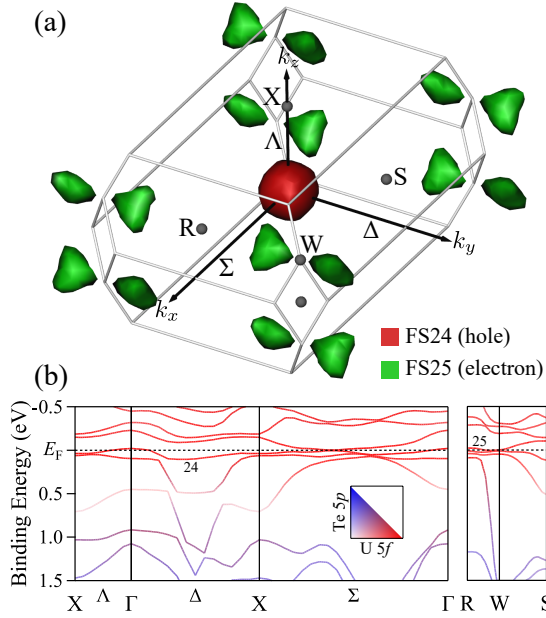 (a)
k_z
X
Λ
S
R
W
Δ
k_y
Σ
k_x
FS24 (hole)
FS25 (electron)
(b)
Binding Energy (eV)
-0.5
E_F
0.5
1.0
1.5
24
25
Te 5p
U 5f
X Λ Γ Δ X Σ Γ R W S